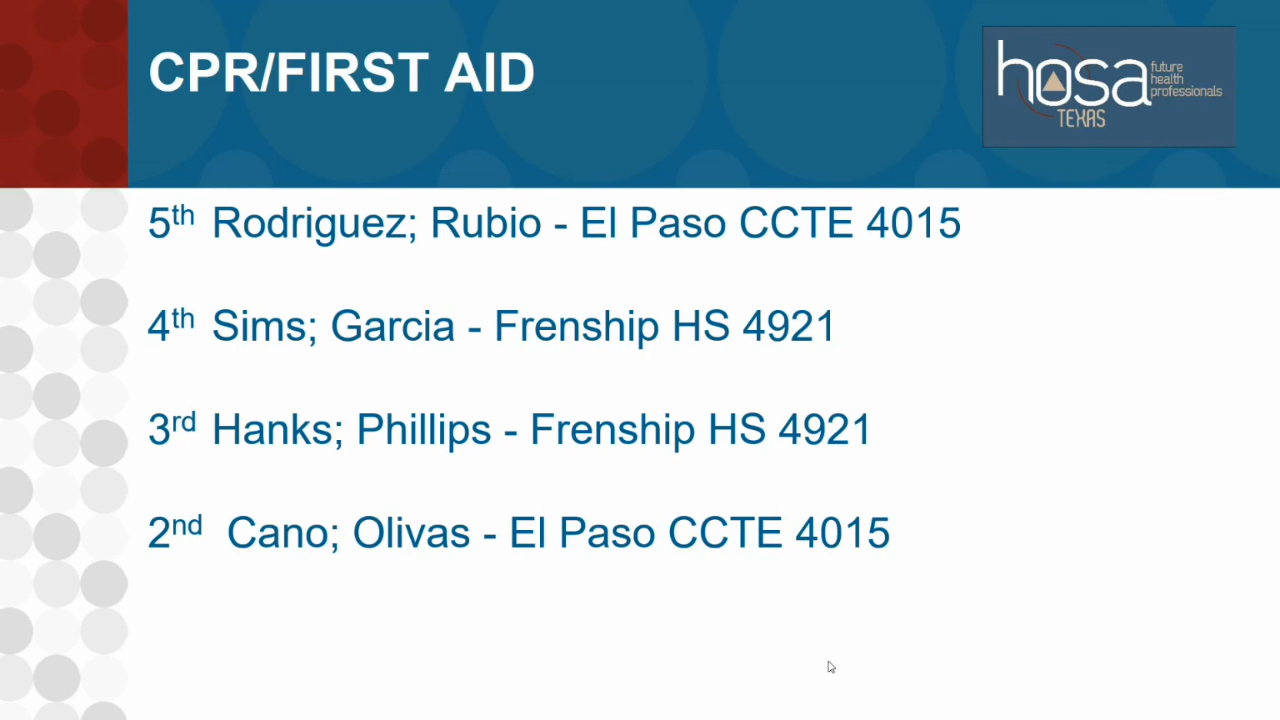 CPR/FIRST AID
hosa
future
health
professionals
TEXAS
5th Rodriguez; Rubio - El Paso CCTE 4015
4th Sims; Garcia - Frenship HS 4921
3rd Hanks; Phillips - Frenship HS 4921
2nd Cano; Olivas - El Paso CCTE 4015